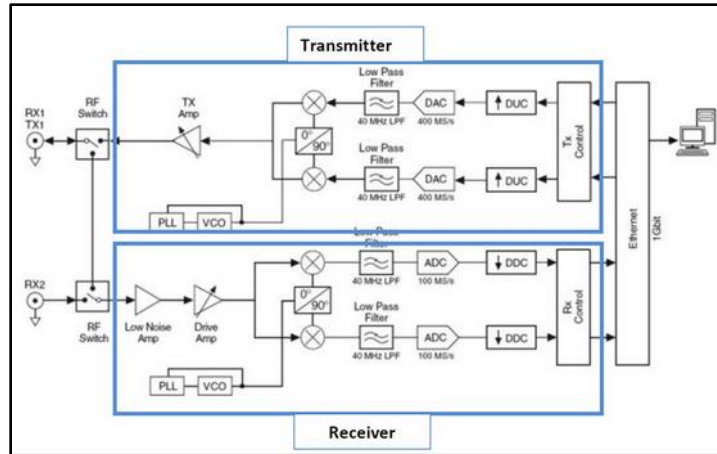 Transmitter
RX1
TX1
RF
Switch
TX
Amp
0°
90°
PLL
VCO
Low Pass
Filter
40 MHz LPF
DAC
400 MS/s
↑ DUC
Low Pass
Filter
40 MHz LPF
DAC
400 MS/s
↑ DUC
Tx
Control
Ethernet
1Gbit
RX2
RF
Switch
Low Noise
Amp
Drive
Amp
0°
90°
PLL
VCO
Low Pass
Filter
40 MHz LPF
ADC
100 MS/s
↓ DDC
Low Pass
Filter
40 MHz LPF
ADC
100 MS/s
↓ DDC
Rx
Control
Receiver